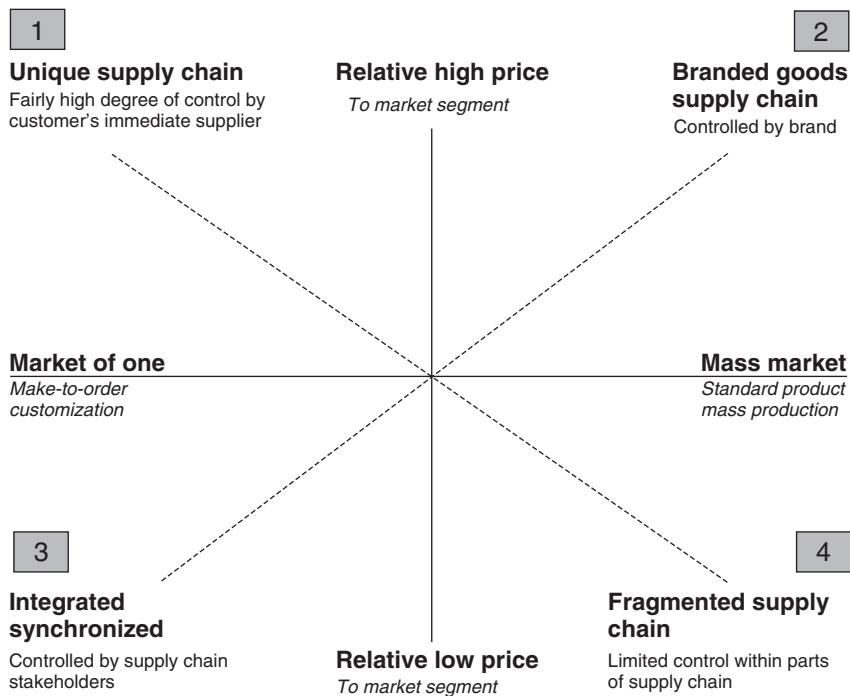 1
Unique supply chain
Fairly high degree of control by
customer's immediate supplier
Relative high price
To market segment
2
Branded goods
supply chain
Controlled by brand
Market of one
Make-to-order
customization
Mass market
Standard product
mass production
3
Integrated
synchronized
Controlled by supply chain
stakeholders
Relative low price
To market segment
4
Fragmented supply
chain
Limited control within parts
of supply chain